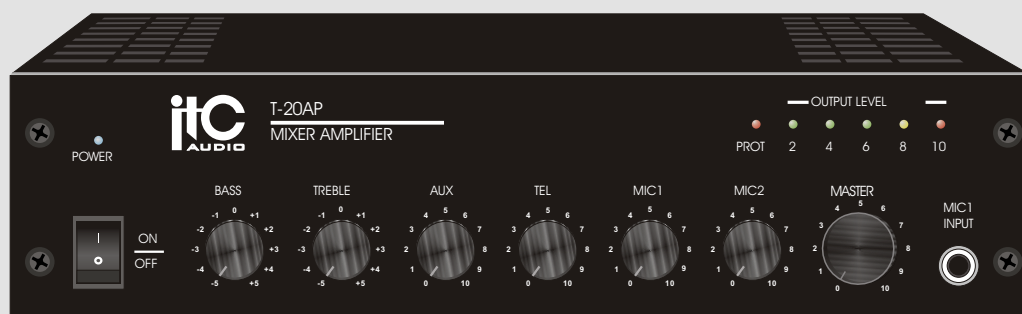 itC
AUDIO
T-20AP
MIXER AMPLIFIER
OUTPUT LEVEL
PROT 2 4 6 8 10
POWER
ON
OFF
BASS
-5 -4 -3 -2 -1 0 +1 +2 +3 +4 +5
TREBLE
-5 -4 -3 -2 -1 0 +1 +2 +3 +4 +5
AUX
0 1 2 3 4 5 6 7 8 9 10
TEL
0 1 2 3 4 5 6 7 8 9 10
MIC1
0 1 2 3 4 5 6 7 8 9 10
MIC2
0 1 2 3 4 5 6 7 8 9 10
MASTER
0 1 2 3 4 5 6 7 8 9 10
MIC1
INPUT